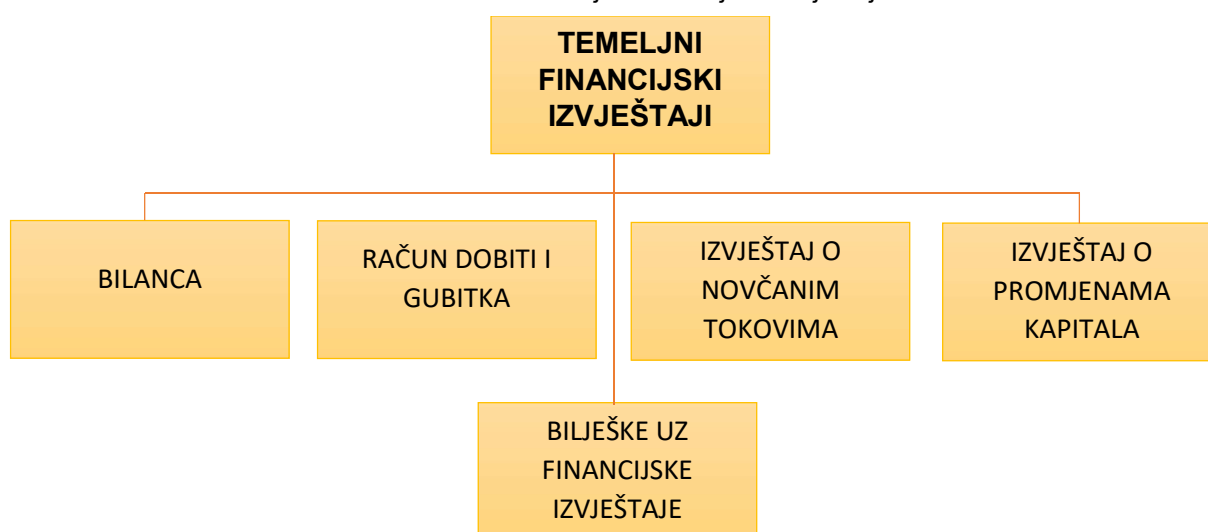 TEMELJNI
FINANCIJSKI
IZVJEŠTAJI
BILANCA
RAČUN DOBITI I
GUBITKA
IZVJEŠTAJ O
NOVČANIM
TOKOVIMA
IZVJEŠTAJ O
PROMJENAMA
KAPITALA
BILJEŠKE UZ
FINANCIJSKE
IZVJEŠTAJE